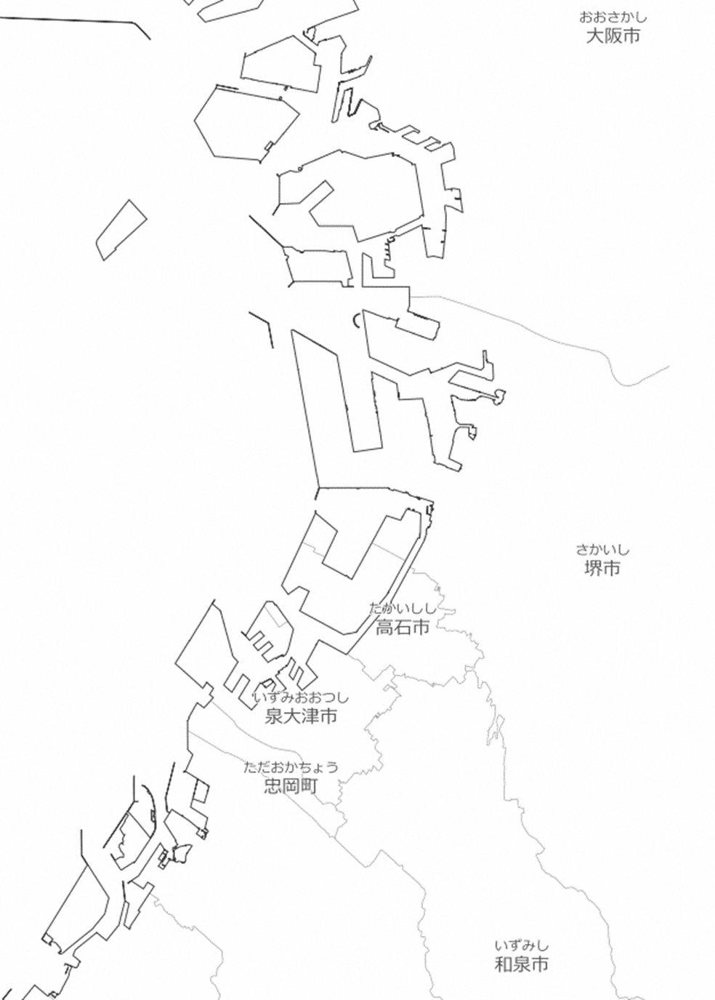 おおさかし
大阪市
さかいし
堺市
たかいしし
高石市
いずみおおつし
泉大津市
ただおかちょう
忠岡町
いずみし
和泉市